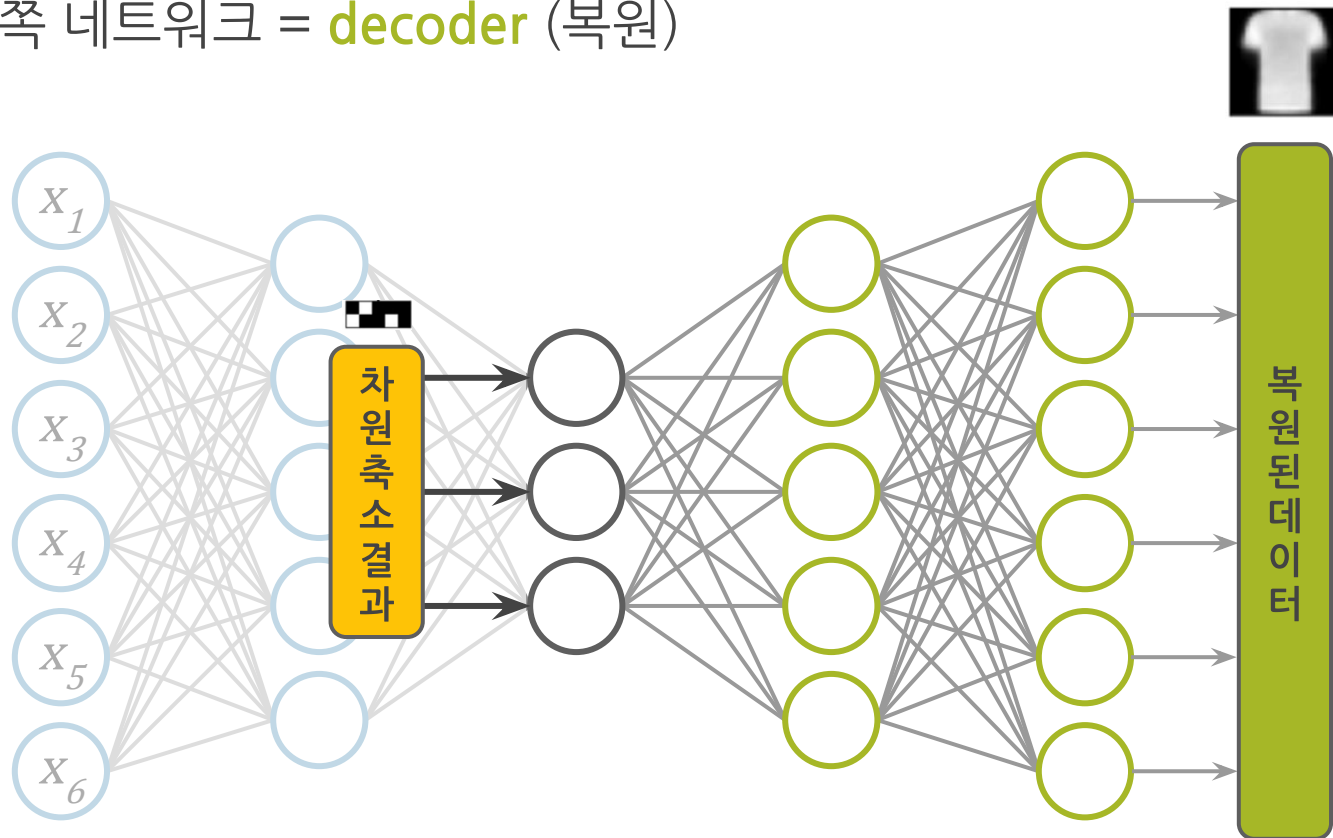 쪽 네트워크 = decoder (복원)
x1
x2
x3
x4
x5
x6
차원축소결과
복원된데이터